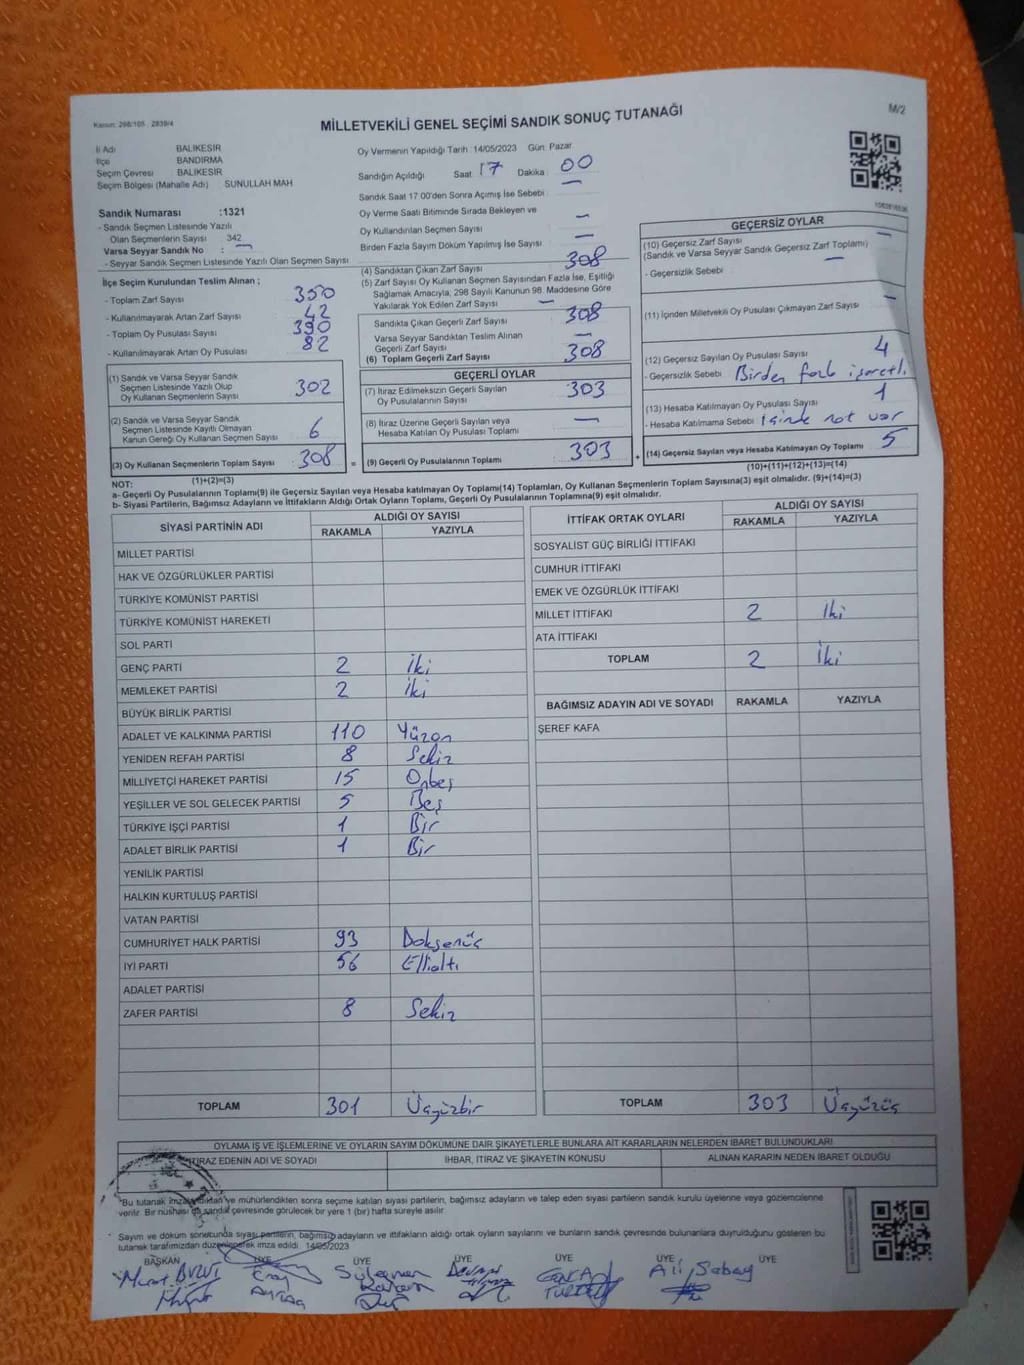 Kanun: 298/105 - 2839/4
MİLLETVEKİLİ GENEL SEÇİMİ SANDIK SONUÇ TUTANAĞI
M/2
İl Adı BALIKESİR
İlçe BANDIRMA
Seçim Çevresi BALIKESİR
Seçim Bölgesi (Mahalle Adı) SUNULLAH MAH
Sandık Numarası :1321
- Sandık Seçmen Listesinde Yazılı
Olan Seçmenlerin Sayısı 342
Varsa Seyyar Sandık No : —
- Seyyar Sandık Seçmen Listesinde Yazılı Olan Seçmen Sayısı
Oy Vermenin Yapıldığı Tarih :14/05/2023 Gün Pazar
Sandığın Açıldığı Saat 17 Dakika 00
Sandık Saat 17:00'den Sonra Açılmış İse Sebebi : —
Oy Verme Saati Bitiminde Sırada Bekleyen ve
Oy Kullandırılan Seçmen Sayısı —
Birden Fazla Sayım Döküm Yapılmış İse Sayısı —
İlçe Seçim Kurulundan Teslim Alınan ;
- Toplam Zarf Sayısı 350
- Kullanılmayarak Artan Zarf Sayısı 42
- Toplam Oy Pusulası Sayısı 390
- Kullanılmayarak Artan Oy Pusulası 82
(1) Sandık ve Varsa Seyyar Sandık
Seçmen Listesinde Yazılı Olup
Oy Kullanan Seçmenlerin Sayısı 302
(2) Sandık ve Varsa Seyyar Sandık
Seçmen Listesinde Kayıtlı Olmayan
Kanun Gereği Oy Kullanan Seçmen Sayısı 6
(3) Oy Kullanan Seçmenlerin Toplam Sayısı 308 =
(1)+(2)=(3)
(4) Sandıktan Çıkan Zarf Sayısı 308
(5) Zarf Sayısı Oy Kullanan Seçmen Sayısından Fazla İse, Eşitliği
Sağlamak Amacıyla, 298 Sayılı Kanunun 98. Maddesine Göre
Yakılarak Yok Edilen Zarf Sayısı —
Sandıkta Çıkan Geçerli Zarf Sayısı 308
Varsa Seyyar Sandıktan Teslim Alınan
Geçerli Zarf Sayısı —
(6) Toplam Geçerli Zarf Sayısı 308
GEÇERLİ OYLAR
(7) İtiraz Edilmeksizin Geçerli Sayılan
Oy Pusulalarının Sayısı 303
(8) İtiraz Üzerine Geçerli Sayılan veya
Hesaba Katılan Oy Pusulası Toplamı —
(9) Geçerli Oy Pusulalarının Toplamı 303 +
GEÇERSİZ OYLAR
(10) Geçersiz Zarf Sayısı —
(Sandık ve Varsa Seyyar Sandık Geçersiz Zarf Toplamı)
- Geçersizlik Sebebi —
(11) İçinden Milletvekili Oy Pusulası Çıkmayan Zarf Sayısı —
(12) Geçersiz Sayılan Oy Pusulası Sayısı 4
- Geçersizlik Sebebi Birden fazla işaretli
(13) Hesaba Katılmayan Oy Pusulası Sayısı 1
- Hesaba Katılmama Sebebi İçinde not var
(14) Geçersiz Sayılan veya Hesaba Katılmayan Oy Toplamı 5
(10)+(11)+(12)+(13)=(14)
NOT:
a- Geçerli Oy Pusulalarının Toplamı(9) ile Geçersiz Sayılan veya Hesaba katılmayan Oy Toplamı(14) Toplamları, Oy Kullanan Seçmenlerin Toplam Sayısına(3) eşit olmalıdır. (9)+(14)=(3)
b- Siyasi Partilerin, Bağımsız Adayların ve İttifakların Aldığı Ortak Oyların Toplamı, Geçerli Oy Pusulalarının Toplamına(9) eşit olmalıdır.
SİYASİ PARTİNİN ADI ALDIĞI OY SAYISI
RAKAMLA YAZIYLA
MİLLET PARTİSİ
HAK VE ÖZGÜRLÜKLER PARTİSİ
TÜRKİYE KOMÜNİST PARTİSİ
TÜRKİYE KOMÜNİST HAREKETİ
SOL PARTİ
GENÇ PARTİ 2 İki
MEMLEKET PARTİSİ 2 İki
BÜYÜK BİRLİK PARTİSİ
ADALET VE KALKINMA PARTİSİ 110 Yüzon
YENİDEN REFAH PARTİSİ 8 Sekiz
MİLLİYETÇİ HAREKET PARTİSİ 15 Onbeş
YEŞİLLER VE SOL GELECEK PARTİSİ 5 Beş
TÜRKİYE İŞÇİ PARTİSİ 1 Bir
ADALET BİRLİK PARTİSİ 1 Bir
YENİLİK PARTİSİ
HALKIN KURTULUŞ PARTİSİ
VATAN PARTİSİ
CUMHURİYET HALK PARTİSİ 93 Doksanüç
İYİ PARTİ 56 Elliatı
ADALET PARTİSİ
ZAFER PARTİSİ 8 Sekiz
TOPLAM 301 Üçyüzbir
İTTİFAK ORTAK OYLARI ALDIĞI OY SAYISI
RAKAMLA YAZIYLA
SOSYALİST GÜÇ BİRLİĞİ İTTİFAKI
CUMHUR İTTİFAKI
EMEK VE ÖZGÜRLÜK İTTİFAKI
MİLLET İTTİFAKI 2 İki
ATA İTTİFAKI
TOPLAM 2 İki
BAĞIMSIZ ADAYIN ADI VE SOYADI RAKAMLA YAZIYLA
ŞEREF KAFA
TOPLAM 303 Üçyüzüç
OYLAMA İŞ VE İŞLEMLERİNE VE OYLARIN SAYIM DÖKÜMÜNE DAİR ŞİKAYETLERLE BUNLARA AİT KARARLARIN NELERDEN İBARET BULUNDUKLARI
İTİRAZ EDENİN ADI VE SOYADI İHBAR, İTİRAZ VE ŞİKAYETİN KONUSU ALINAN KARARIN NEDEN İBARET OLDUĞU
*Bu tutanak imzalandıktan ve mühürlendikten sonra seçime katılan siyasi partilerin, bağımsız adayların ve talep eden siyasi partilerin sandık kurulu üyelerine veya gözlemcilerine
verilir. Bir nüshası da sandık çevresinde görülecek bir yere 1 (bir) hafta süreyle asılır.
* Sayım ve döküm sonucunda siyasi partilerin, bağımsız adayların ve ittifakların aldığı ortak oyların sayılarını ve bunların sandık çevresinde bulunanlara duyrulduğunu gösteren bu
tutanak tarafımızdan düzenlenerek imza edildi. 14/05/2023
BAŞKAN ÜYE ÜYE ÜYE ÜYE ÜYE ÜYE
Murat Süleyman Ali Sabay